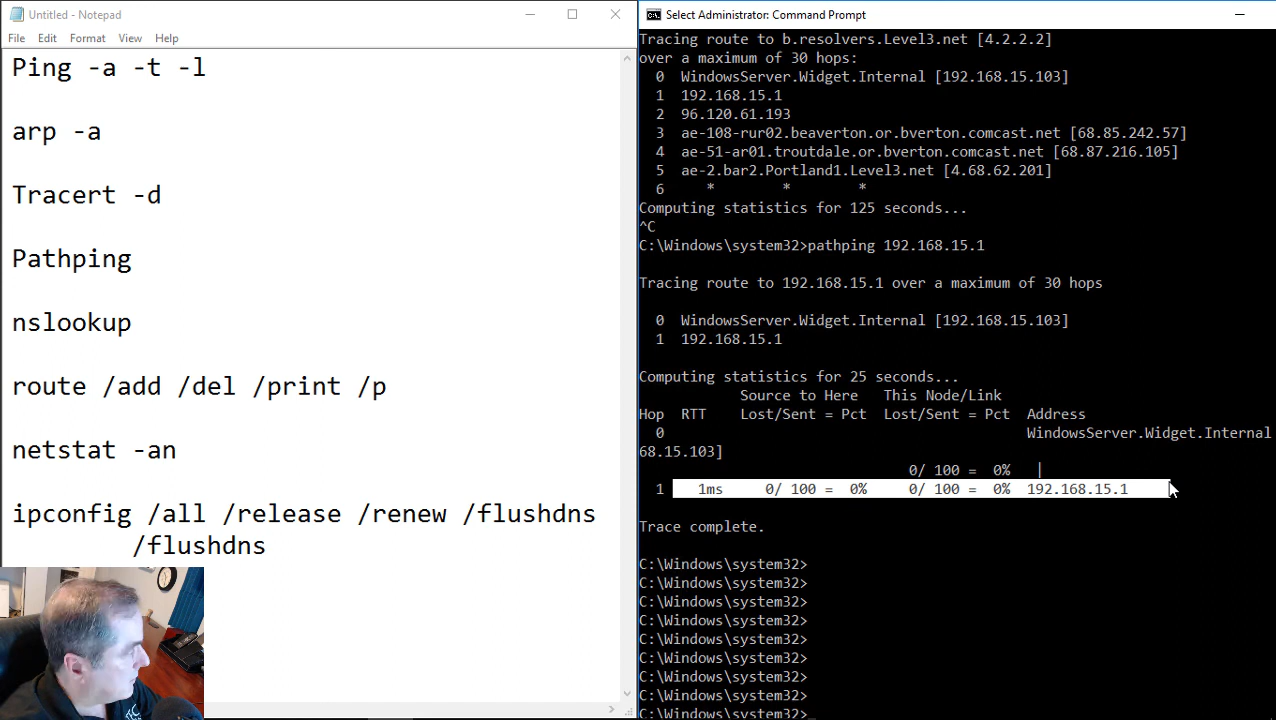 Untitled - Notepad
File Edit Format View Help
Ping -a -t -l
arp -a
Tracert -d
Pathping
nslookup
route /add /del /print /p
netstat -an
ipconfig /all /release /renew /flushdns
/flushdns
Select Administrator: Command Prompt
Tracing route to b.resolvers.Level3.net [4.2.2.2]
over a maximum of 30 hops:
0 WindowsServer.Widget.Internal [192.168.15.103]
1 192.168.15.1
2 96.120.61.193
3 ae-108-rur02.beaverton.or.bverton.comcast.net [68.85.242.57]
4 ae-51-ar01.troutdale.or.bverton.comcast.net [68.87.216.105]
5 ae-2.bar2.Portland1.Level3.net [4.68.62.201]
6 * * *
Computing statistics for 125 seconds...
^C
C:\Windows\system32>pathping 192.168.15.1
Tracing route to 192.168.15.1 over a maximum of 30 hops
0 WindowsServer.Widget.Internal [192.168.15.103]
1 192.168.15.1
Computing statistics for 25 seconds...
Source to Here This Node/Link
Hop RTT Lost/Sent = Pct Lost/Sent = Pct Address
0 WindowsServer.Widget.Internal
68.15.103]
0/ 100 = 0% |
1 1ms 0/ 100 = 0% 0/ 100 = 0% 192.168.15.1
Trace complete.
C:\Windows\system32>
C:\Windows\system32>
C:\Windows\system32>
C:\Windows\system32>
C:\Windows\system32>
C:\Windows\system32>
C:\Windows\system32>
C:\Windows\system32>
C:\Windows\system32>